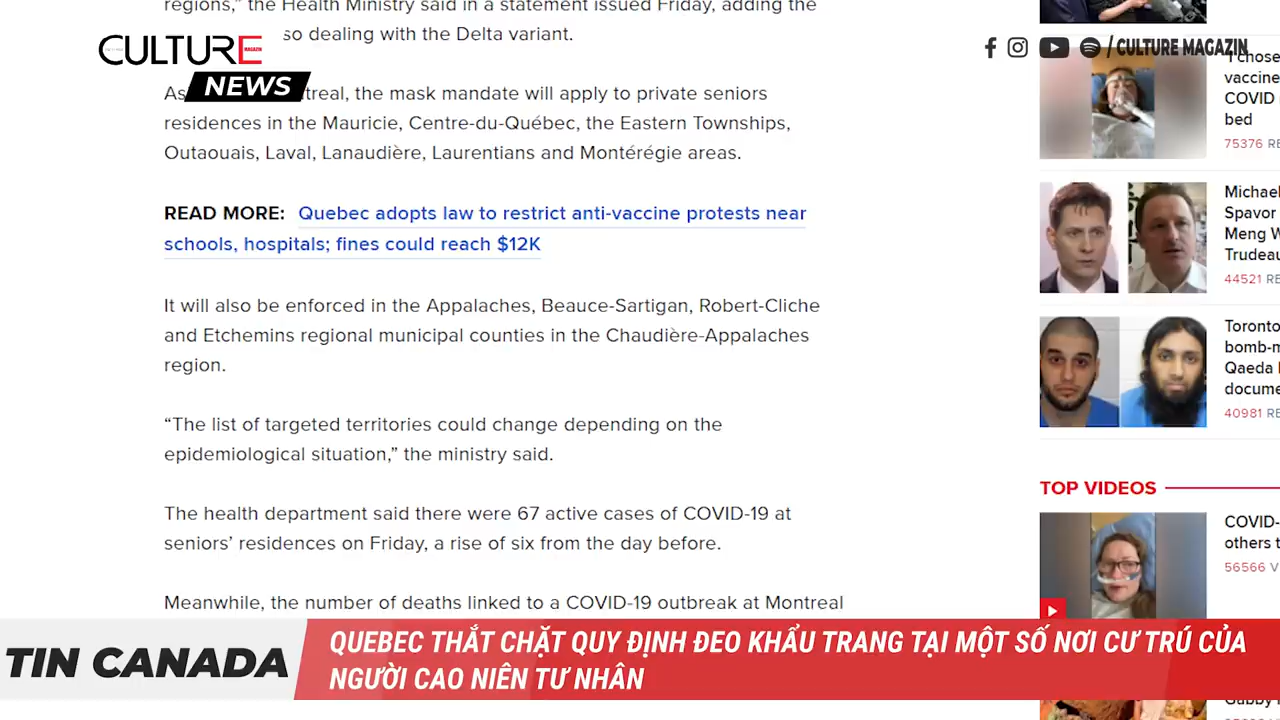 regions,” the Health Ministry said in a statement issued Friday, adding the
so dealing with the Delta variant.
CULTURE
MAGAZIN
NEWS
/CULTURE MAGAZIN
As treal, the mask mandate will apply to private seniors
residences in the Mauricie, Centre-du-Québec, the Eastern Townships,
Outaouais, Laval, Lanaudière, Laurentians and Montérégie areas.
READ MORE: Quebec adopts law to restrict anti-vaccine protests near
schools, hospitals; fines could reach $12K
It will also be enforced in the Appalaches, Beauce-Sartigan, Robert-Cliche
and Etchemins regional municipal counties in the Chaudière-Appalaches
region.
“The list of targeted territories could change depending on the
epidemiological situation,” the ministry said.
The health department said there were 67 active cases of COVID-19 at
seniors’ residences on Friday, a rise of six from the day before.
Meanwhile, the number of deaths linked to a COVID-19 outbreak at Montreal
'I chose
vaccine
COVID
bed
75376 RE
Michael
Spavor
Meng W
Trudeau
44521 RE
Toronto
bomb-m
Qaeda
docume
40981 RE
TOP VIDEOS
COVID-
others t
56566 V
TIN CANADA
QUEBEC THẮT CHẶT QUY ĐỊNH ĐEO KHẨU TRANG TẠI MỘT SỐ NƠI CƯ TRÚ CỦA
NGƯỜI CAO NIÊN TƯ NHÂN